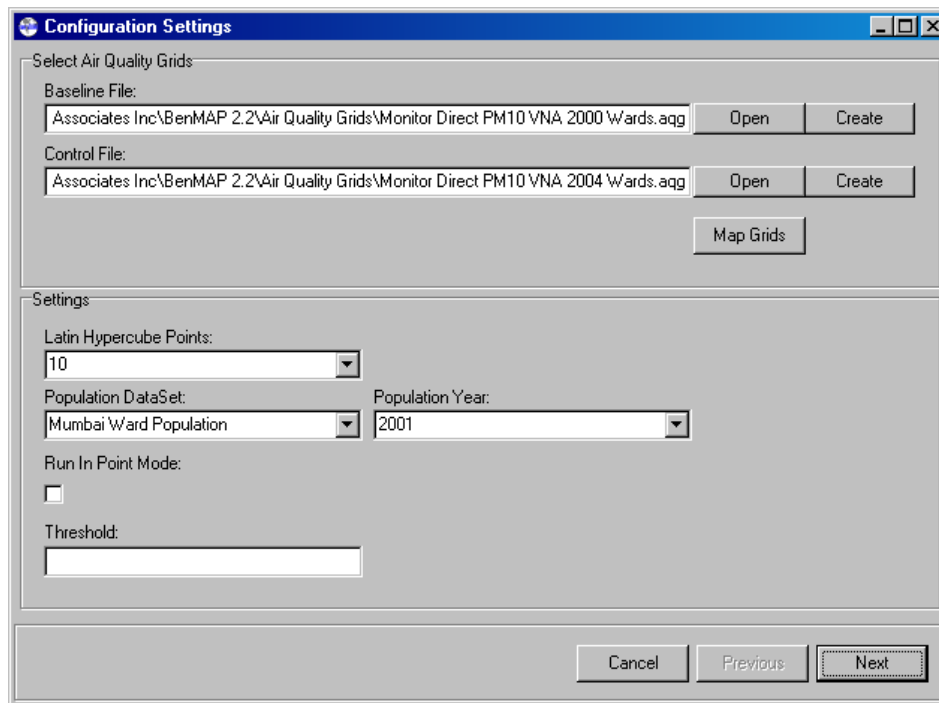 Configuration Settings
Select Air Quality Grids
Baseline File:
Associates Inc\BenMAP 2.2\Air Quality Grids\Monitor Direct PM10 VNA 2000 Wards.aqg
Open
Create
Control File:
Associates Inc\BenMAP 2.2\Air Quality Grids\Monitor Direct PM10 VNA 2004 Wards.aqg
Open
Create
Map Grids
Settings
Latin Hypercube Points:
10
Population DataSet:
Population Year:
Mumbai Ward Population
2001
Run In Point Mode:
Threshold:
Cancel
Previous
Next